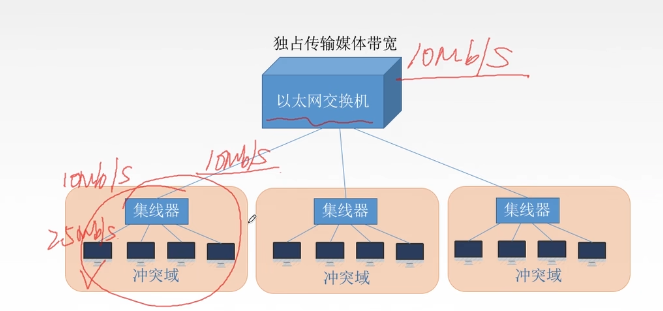 独占传输媒体带宽
10Mb/s
以太网交换机
10Mb/s
10Mb/s
集线器
集线器
集线器
2.5Mb/s
冲突域
冲突域
冲突域